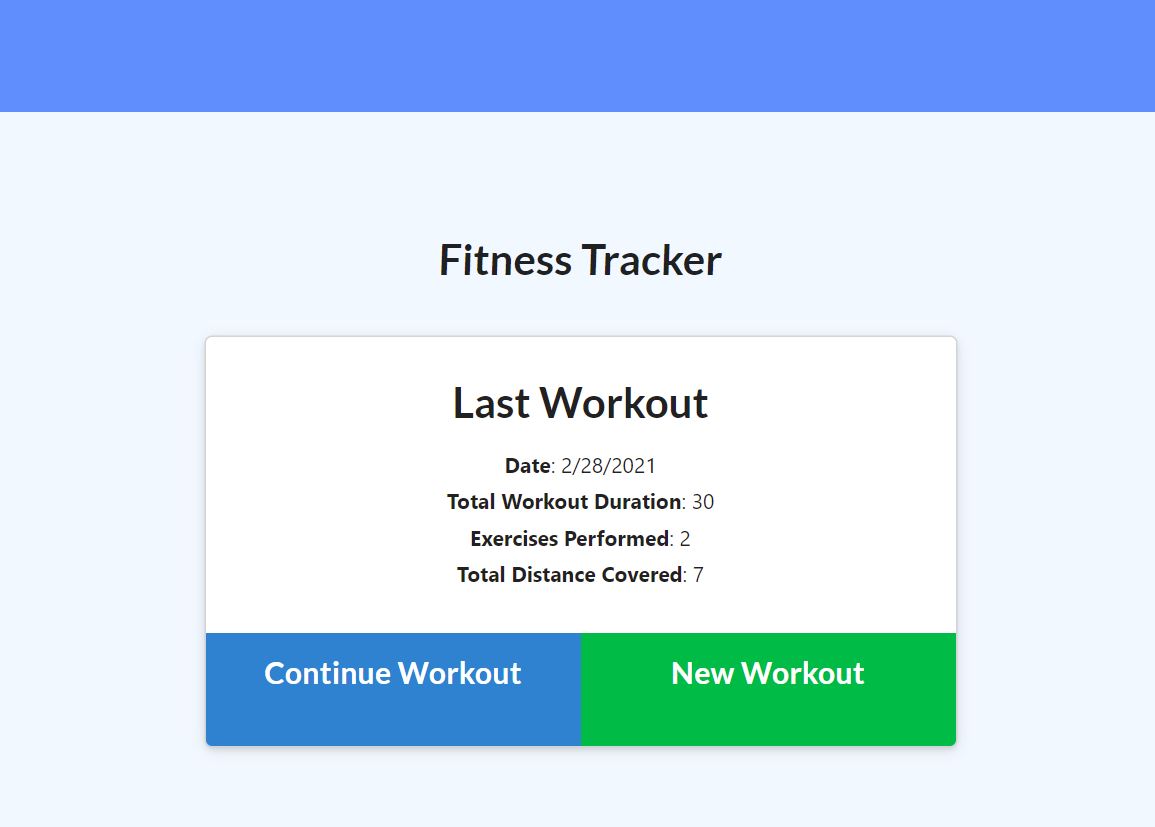 Fitness Tracker
Last Workout
Date: 2/28/2021
Total Workout Duration: 30
Exercises Performed: 2
Total Distance Covered: 7
Continue Workout
New Workout